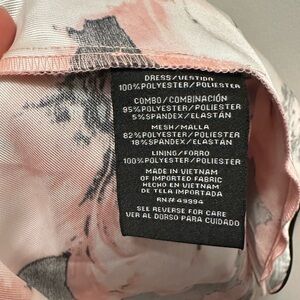 DRESS/VESTIDO
100%POLYESTER/POLIESTER
COMBO/COMBINACIÓN
95%POLYESTER/POLIESTER
5%SPANDEX/ELASTÁN
MESH/MALLA
82%POLYESTER/POLIESTER
18%SPANDEX/ELASTÁN
LINING/FORRO
100%POLYESTER/POLIESTER
MADE IN VIETNAM
OF IMPORTED FABRIC
HECHO EN VIETNAM
DE TELA IMPORTADA
RN# 49994
SEE REVERSE FOR CARE
VER AL DORSO PARA CUIDADO